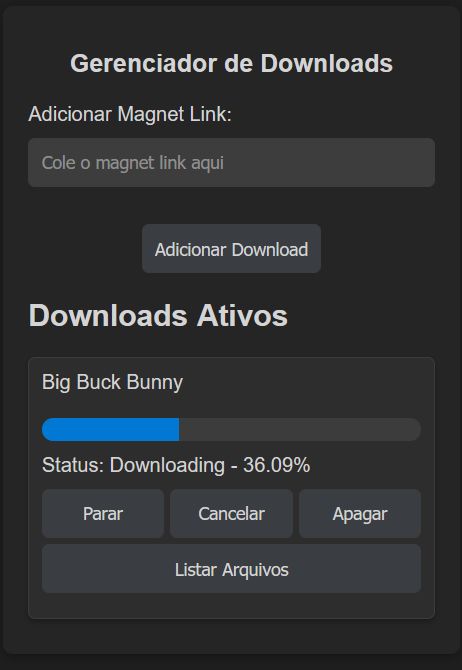 Gerenciador de Downloads
Adicionar Magnet Link:
Cole o magnet link aqui
Adicionar Download
Downloads Ativos
Big Buck Bunny
Status: Downloading - 36.09%
Parar Cancelar Apagar
Listar Arquivos